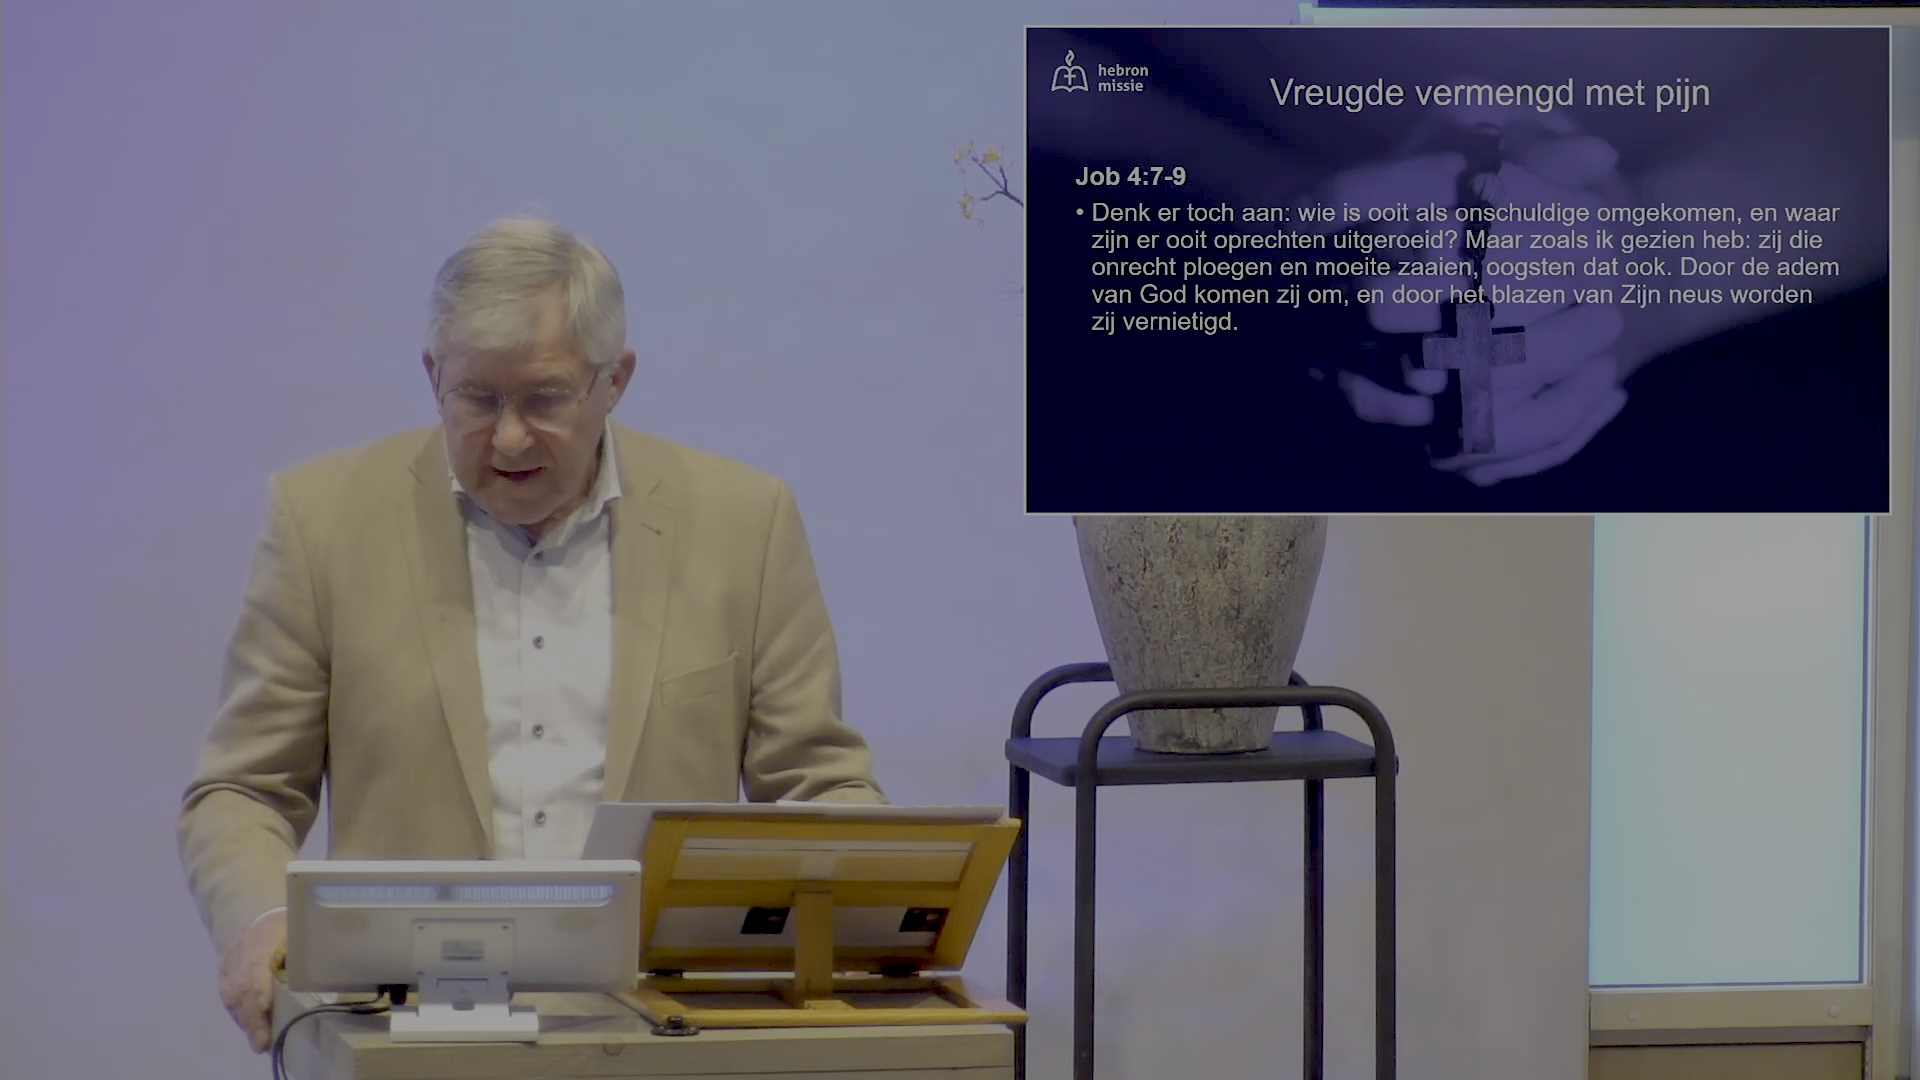 hebron
missie
Vreugde vermengd met pijn
Job 4:7-9
• Denk er toch aan: wie is ooit als onschuldige omgekomen, en waar
zijn er ooit oprechten uitgeroeid? Maar zoals ik gezien heb: zij die
onrecht ploegen en moeite zaaien, oogsten dat ook. Door de adem
van God komen zij om, en door het blazen van Zijn neus worden
zij vernietigd.